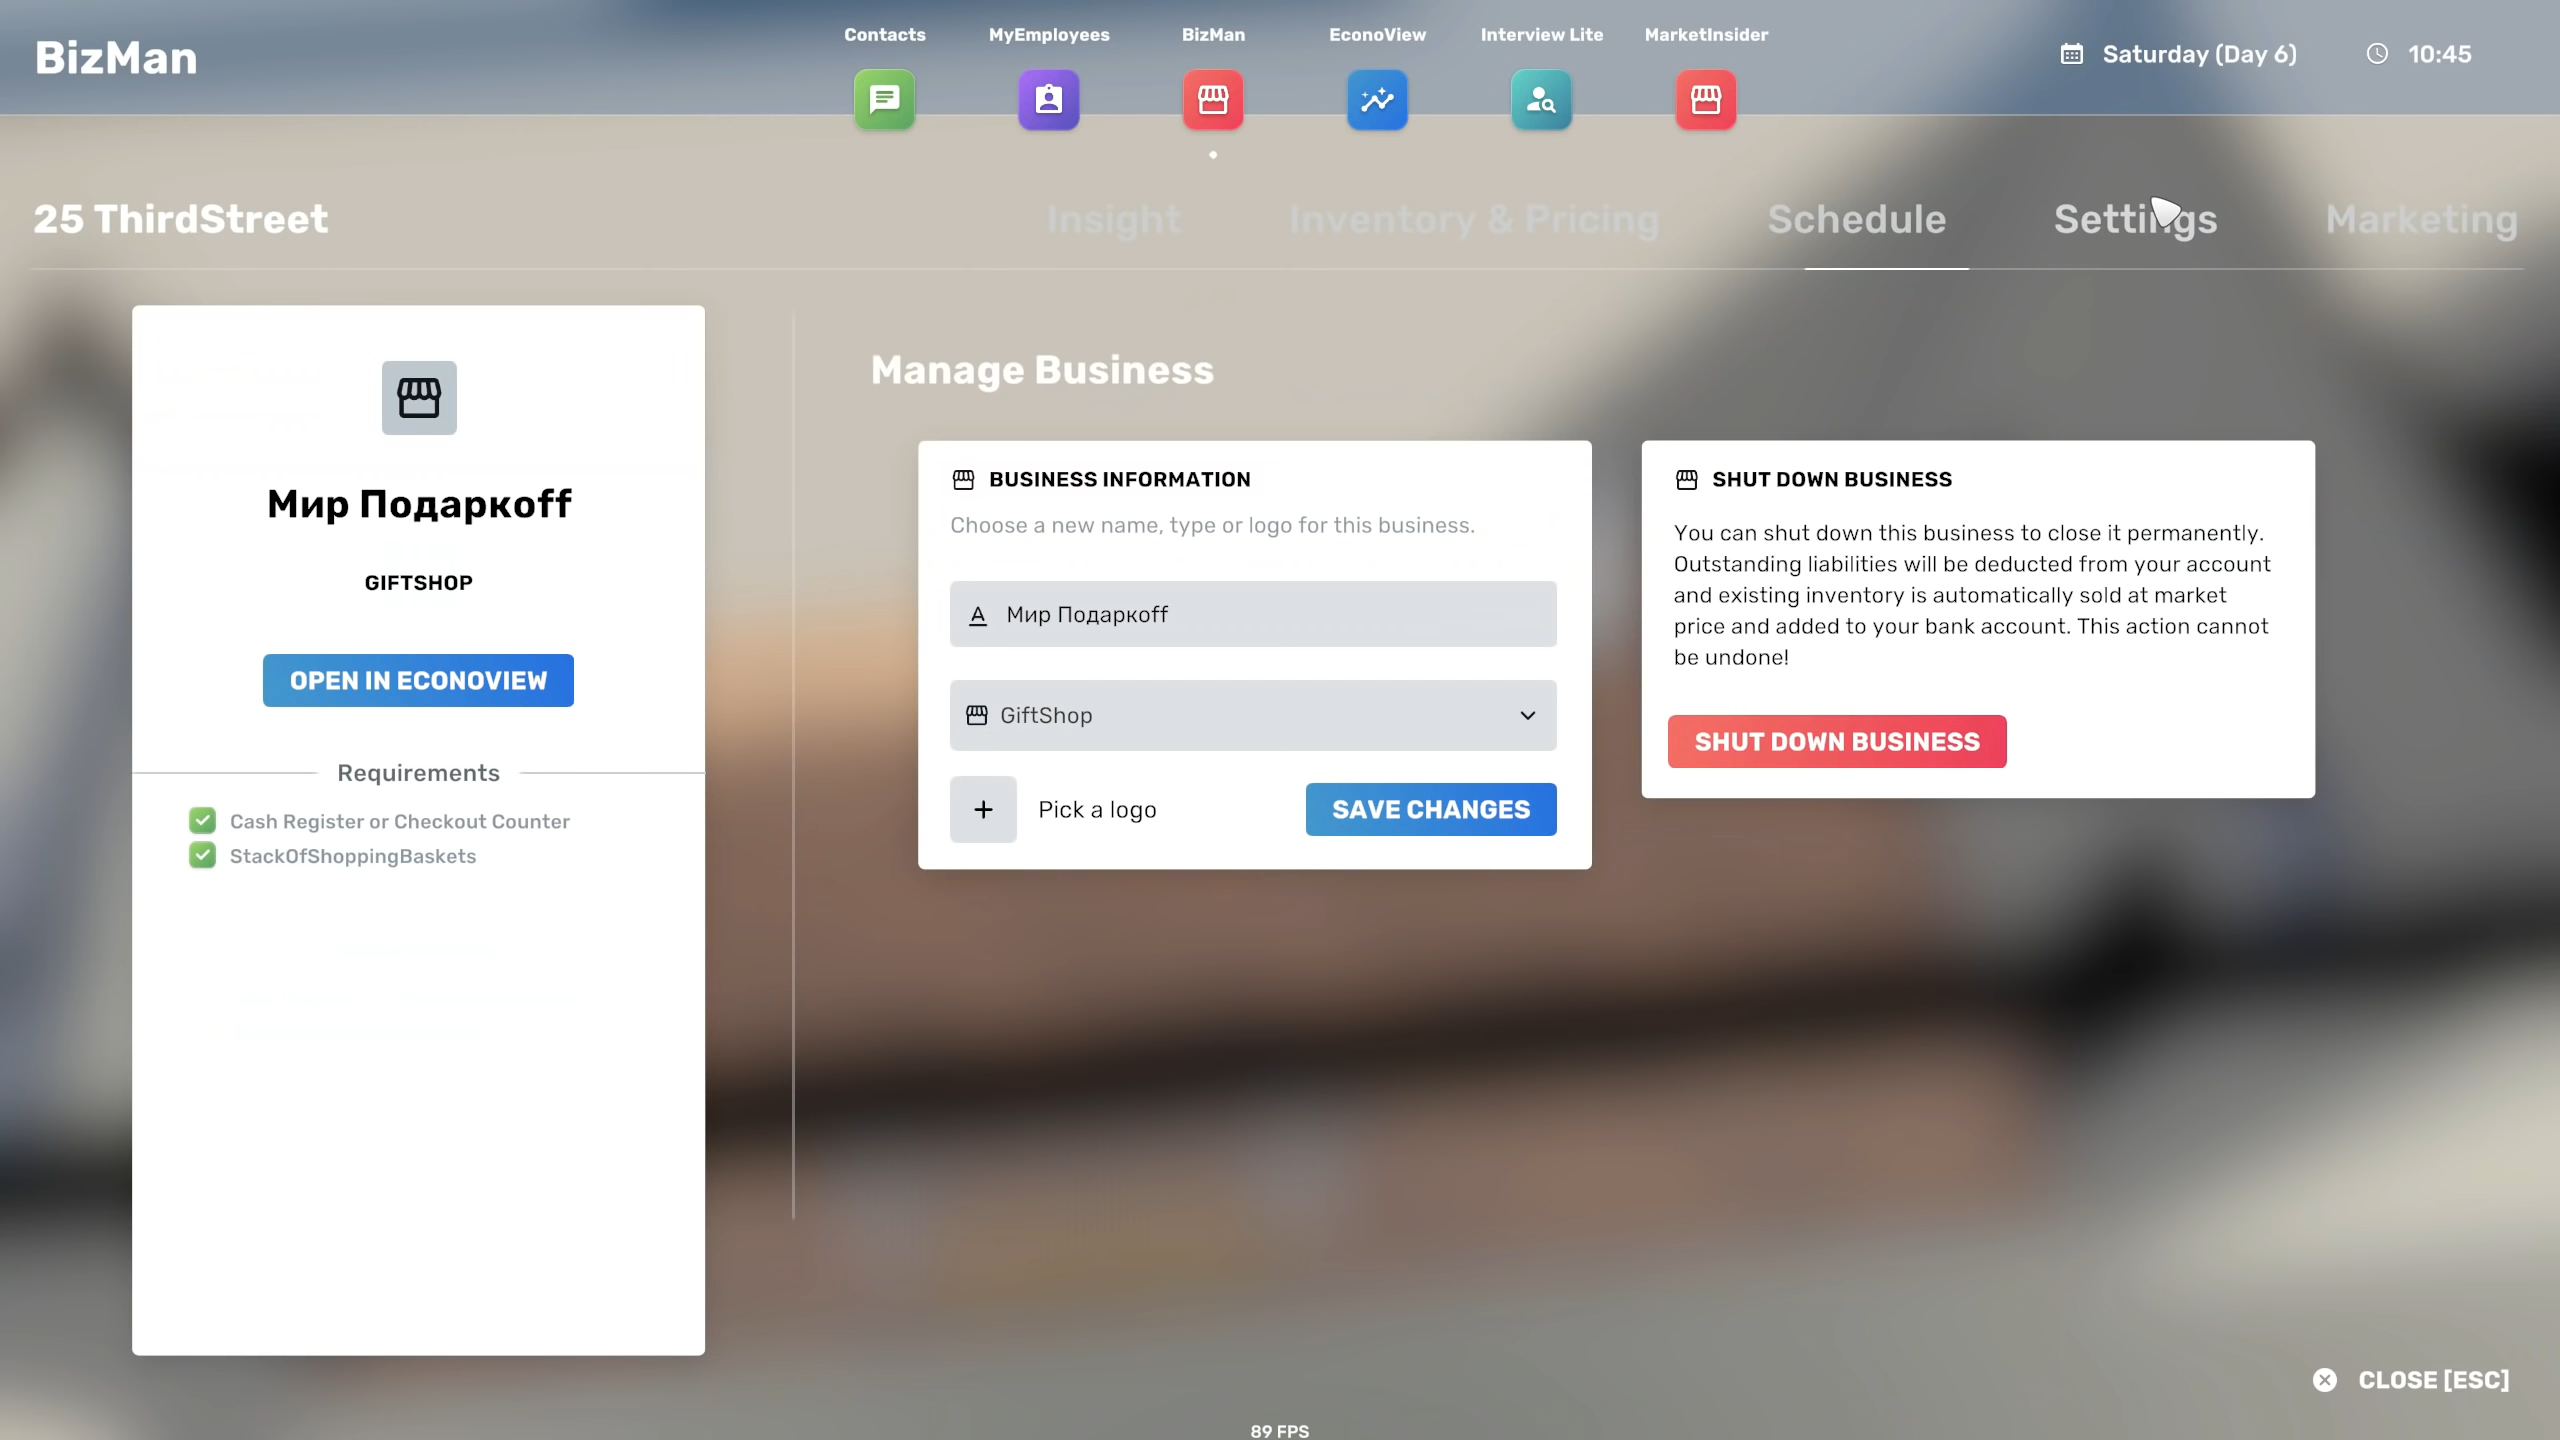 BizMan
Contacts
MyEmployees
BizMan
EconoView
Interview Lite
MarketInsider
Saturday (Day 6)
10:45
25 ThirdStreet
Insight
Inventory & Pricing
Schedule
Settings
Marketing
Мир Подаркоff
GIFTSHOP
OPEN IN ECONOVIEW
Requirements
Cash Register or Checkout Counter
StackOfShoppingBaskets
Manage Business
BUSINESS INFORMATION
Choose a new name, type or logo for this business.
Мир Подаркоff
GiftShop
Pick a logo
SAVE CHANGES
SHUT DOWN BUSINESS
You can shut down this business to close it permanently.
Outstanding liabilities will be deducted from your account
and existing inventory is automatically sold at market
price and added to your bank account. This action cannot
be undone!
SHUT DOWN BUSINESS
CLOSE [ESC]
89 FPS